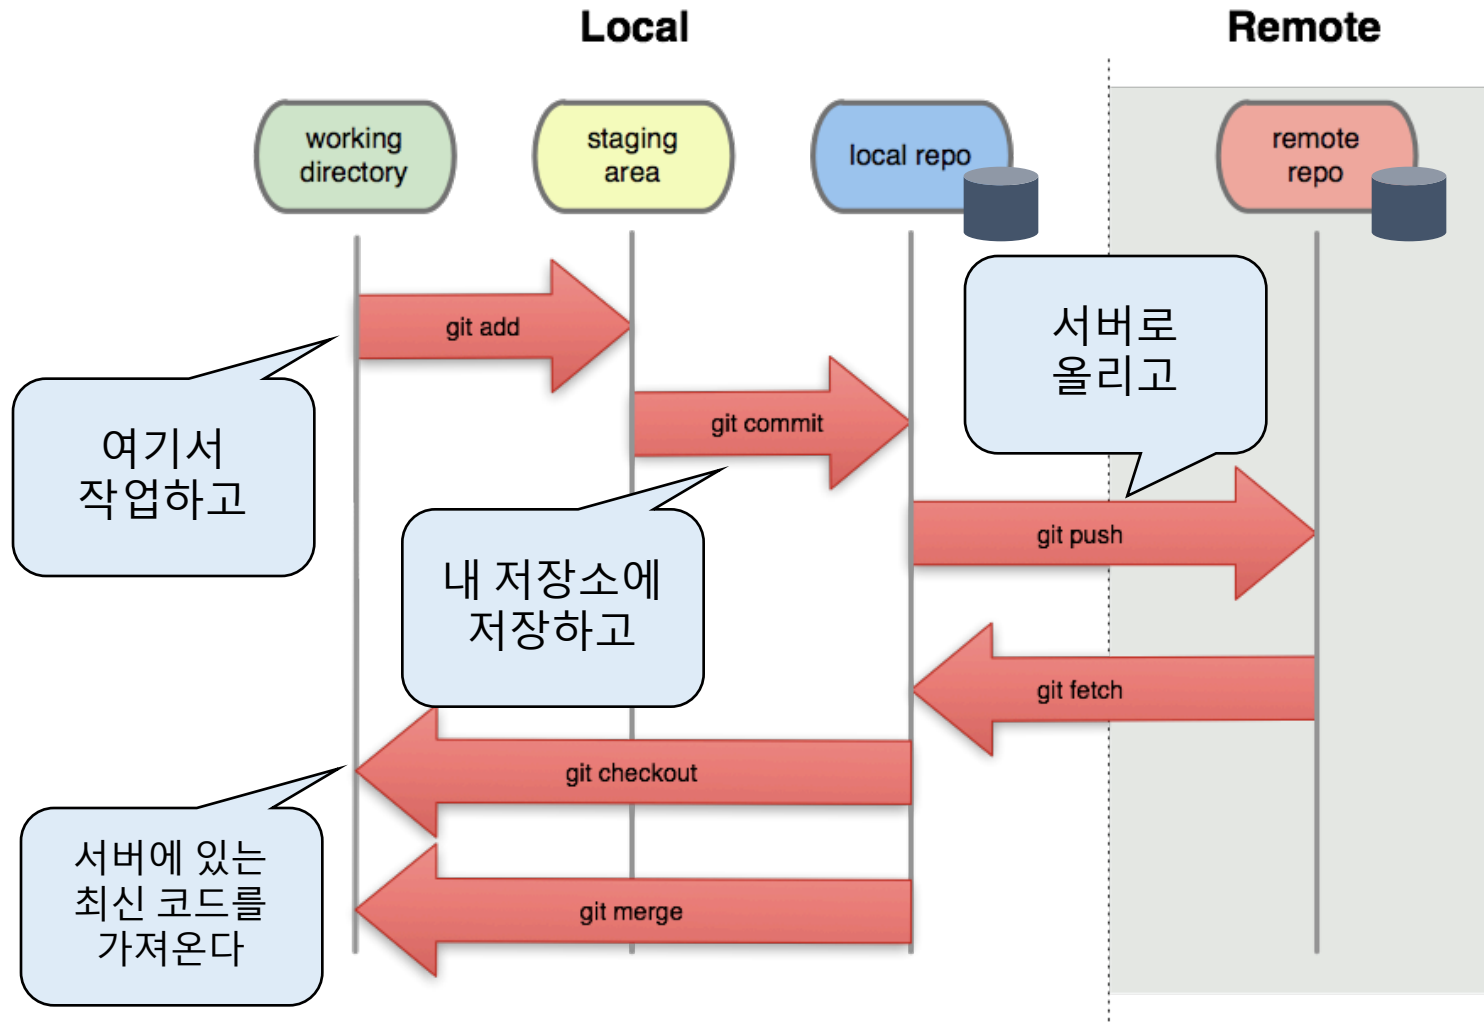 Local
Remote
working
directory
staging
area
local repo
remote
repo
git add
서버로
올리고
여기서
작업하고
git commit
내 저장소에
저장하고
git push
git fetch
git checkout
서버에 있는
최신 코드를
가져온다
git merge